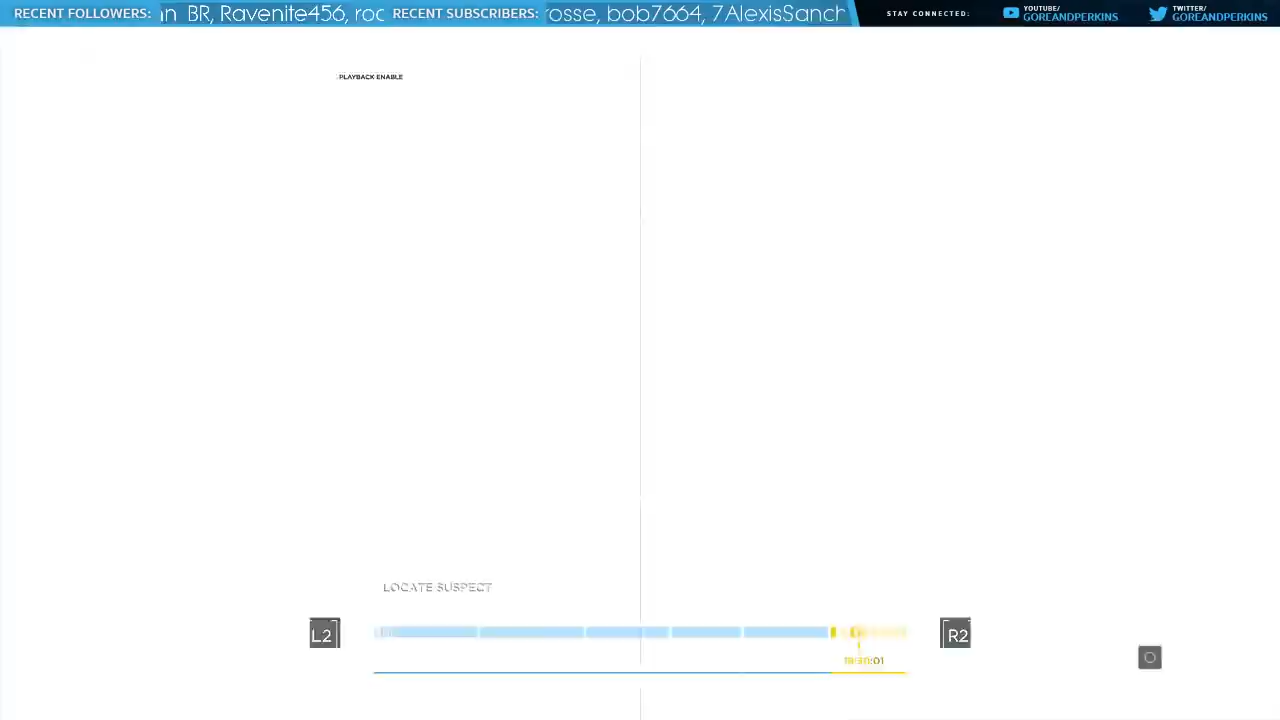 RECENT FOLLOWERS: BR, Ravenite456, roc RECENT SUBSCRIBERS: rosse, bob7664, 7AlexisSanch STAY CONNECTED: YOUTUBE/ GOREANDPERKINS TWITTER/ GOREANDPERKINS
PLAYBACK ENABLE
LOCATE SUSPECT
L2 R2